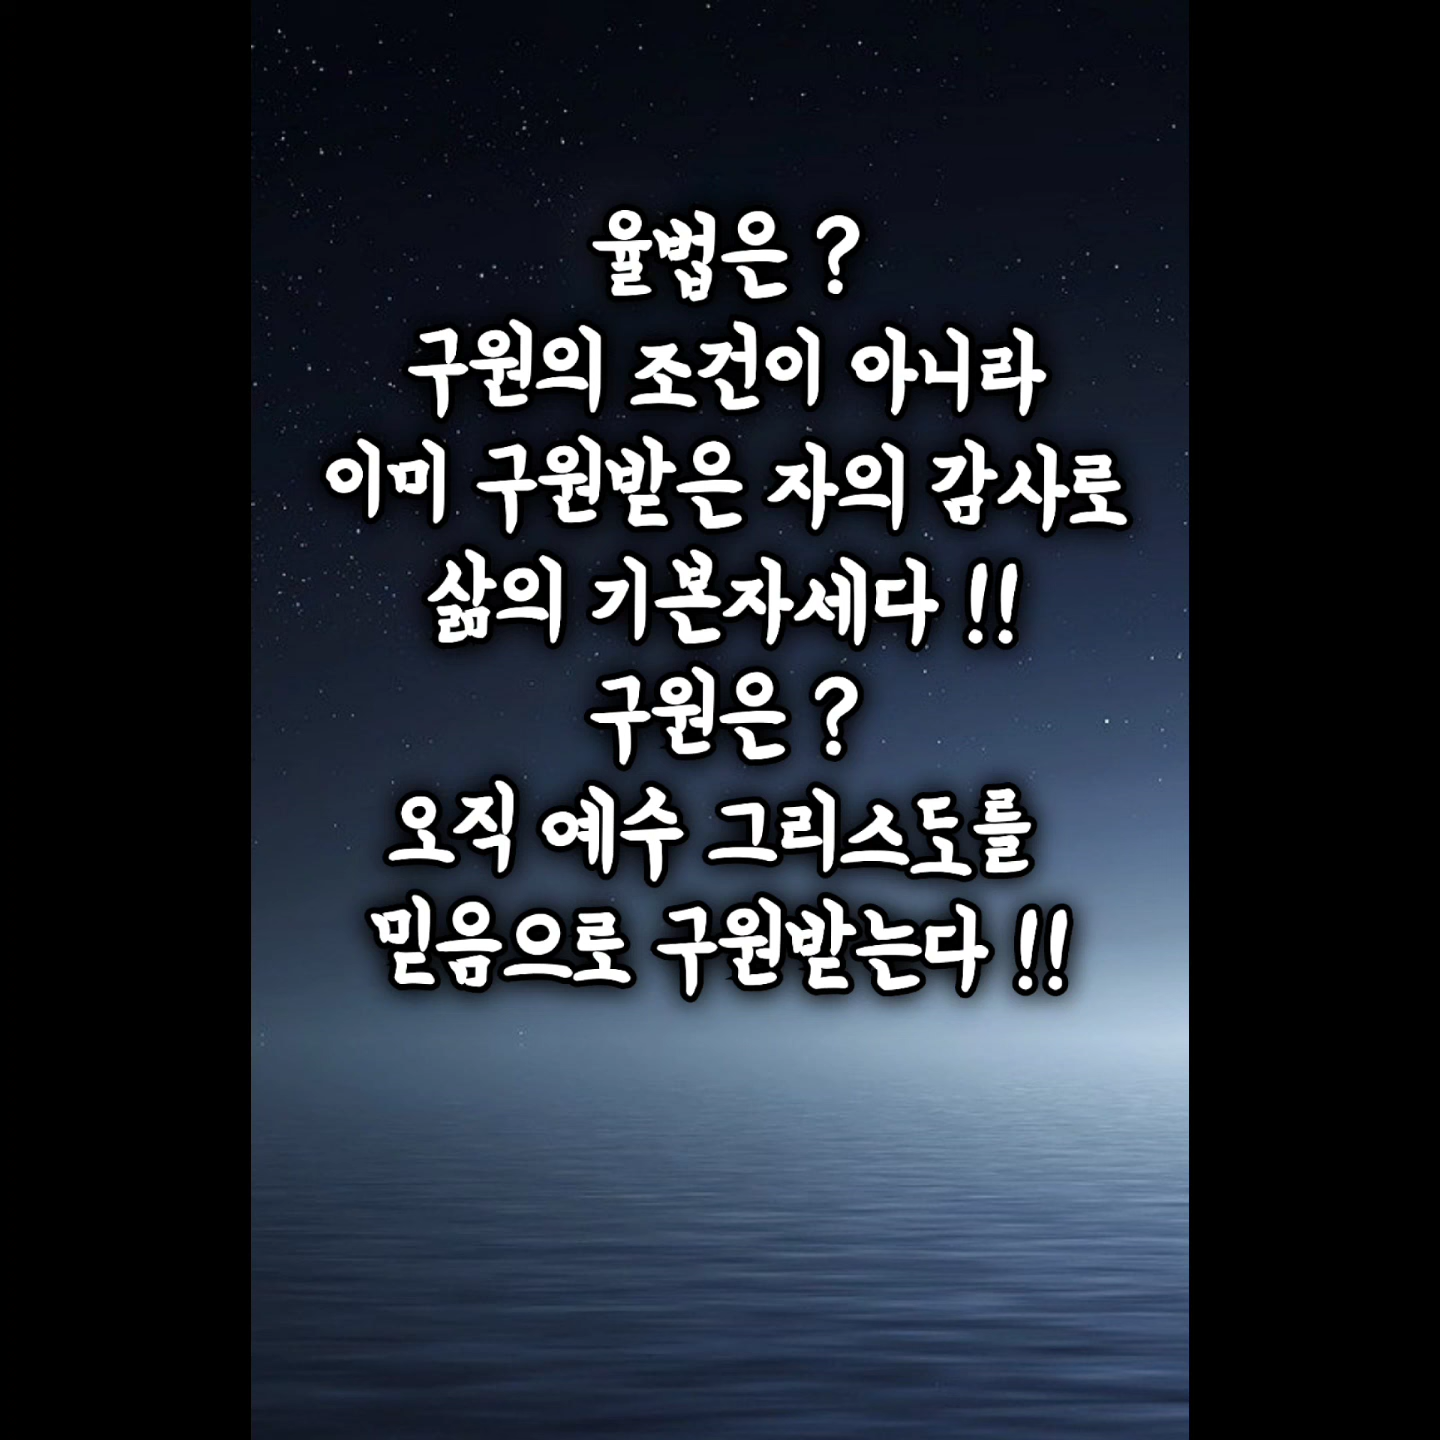 율법은 ?
구원의 조건이 아니라
이미 구원받은 자의 감사로
삶의 기본자세다 !!
구원은 ?
오직 예수 그리스도를
믿음으로 구원받는다 !!